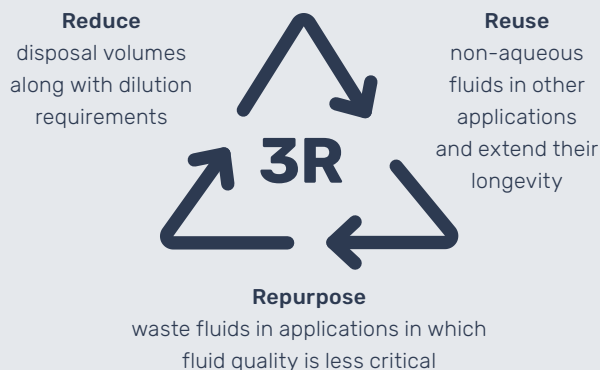 Reduce
disposal volumes
along with dilution
requirements
Reuse
non-aqueous
fluids in other
applications
and extend their
longevity
3R
Repurpose
waste fluids in applications in which
fluid quality is less critical